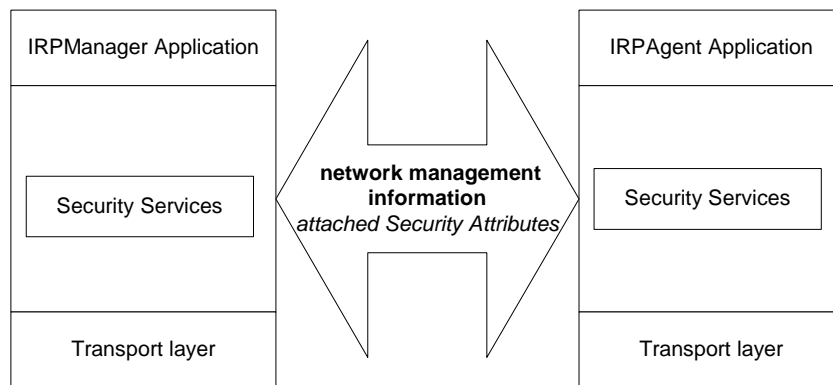 IRPManager Application
IRPAgent Application
network management
information
attached Security Attributes
Security Services
Security Services
Transport layer
Transport layer